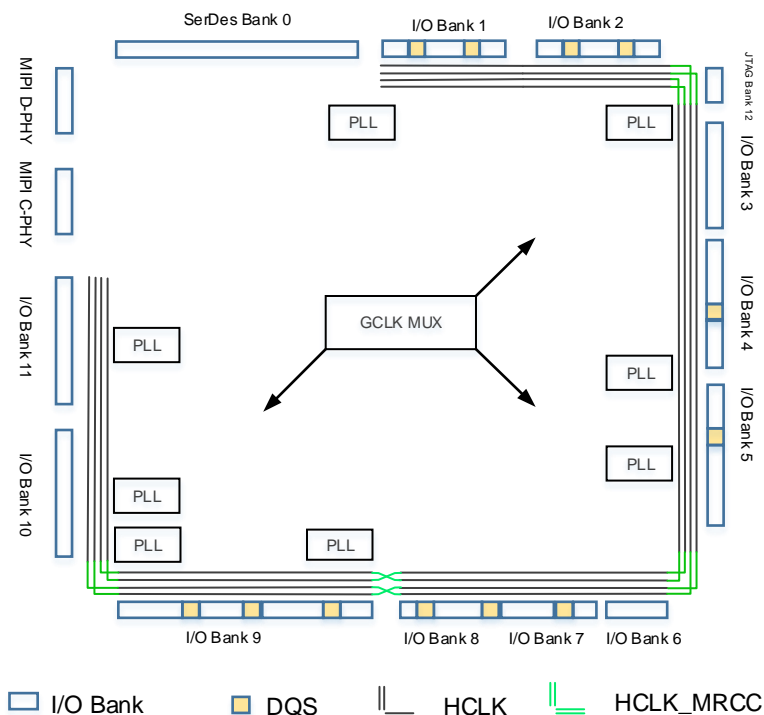 SerDes Bank 0
I/O Bank 1
I/O Bank 2
MIPI D-PHY
JTAG Bank 12
PLL
PLL
I/O Bank 3
MIPI C-PHY
GCLK MUX
I/O Bank 4
I/O Bank 11
PLL
PLL
I/O Bank 5
PLL
I/O Bank 10
PLL
PLL
PLL
I/O Bank 9
I/O Bank 8
I/O Bank 7
I/O Bank 6
I/O Bank
DQS
HCLK
HCLK_MRCC